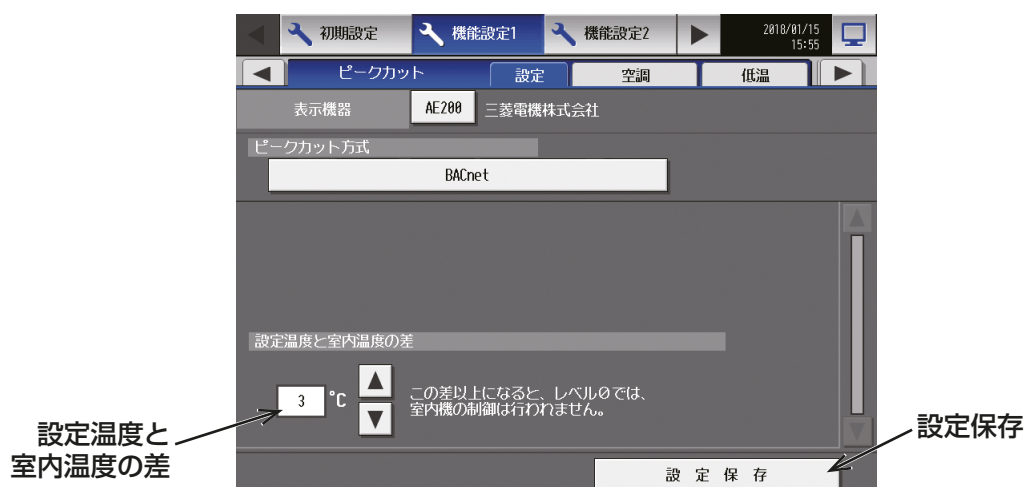 初期設定
機能設定1
機能設定2
2018/01/15
15:55
ピークカット
設定
空調
低温
表示機器
AE200
三菱電機株式会社
ピークカット方式
BACnet
設定温度と室内温度の差
3
°C
この差以上になると、レベル0では、
室内機の制御は行われません。
設定温度と
室内温度の差
設定保存
設 定 保 存